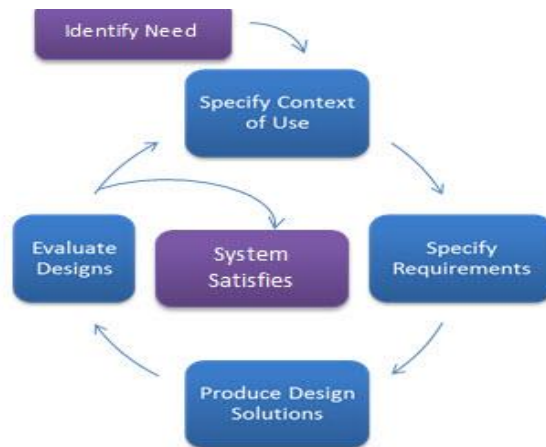 Identify Need
Specify Context
of Use
Evaluate
Designs
System
Satisfies
Specify
Requirements
Produce Design
Solutions